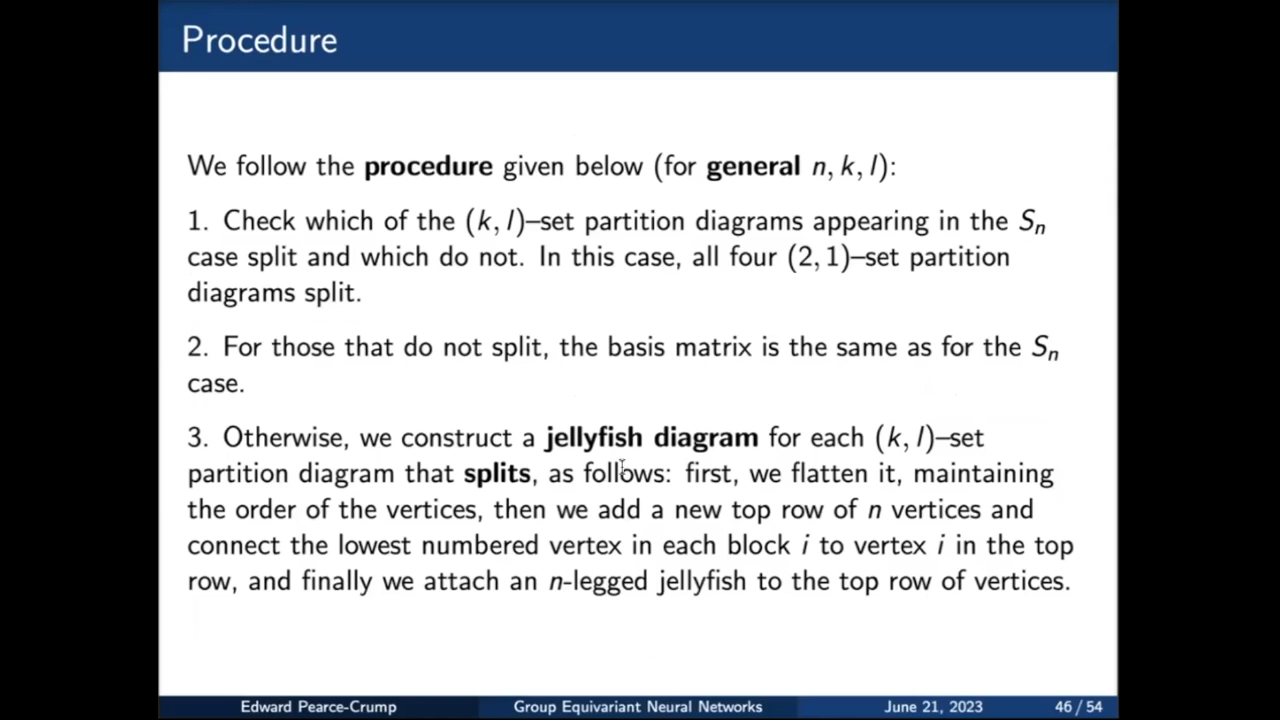 Procedure
We follow the procedure given below (for general n, k, l):
1. Check which of the (k, l)–set partition diagrams appearing in the Sn
case split and which do not. In this case, all four (2, 1)–set partition
diagrams split.
2. For those that do not split, the basis matrix is the same as for the Sn
case.
3. Otherwise, we construct a jellyfish diagram for each (k, l)–set
partition diagram that splits, as follows: first, we flatten it, maintaining
the order of the vertices, then we add a new top row of n vertices and
connect the lowest numbered vertex in each block i to vertex i in the top
row, and finally we attach an n-legged jellyfish to the top row of vertices.
Edward Pearce-Crump Group Equivariant Neural Networks June 21, 2023 46 / 54